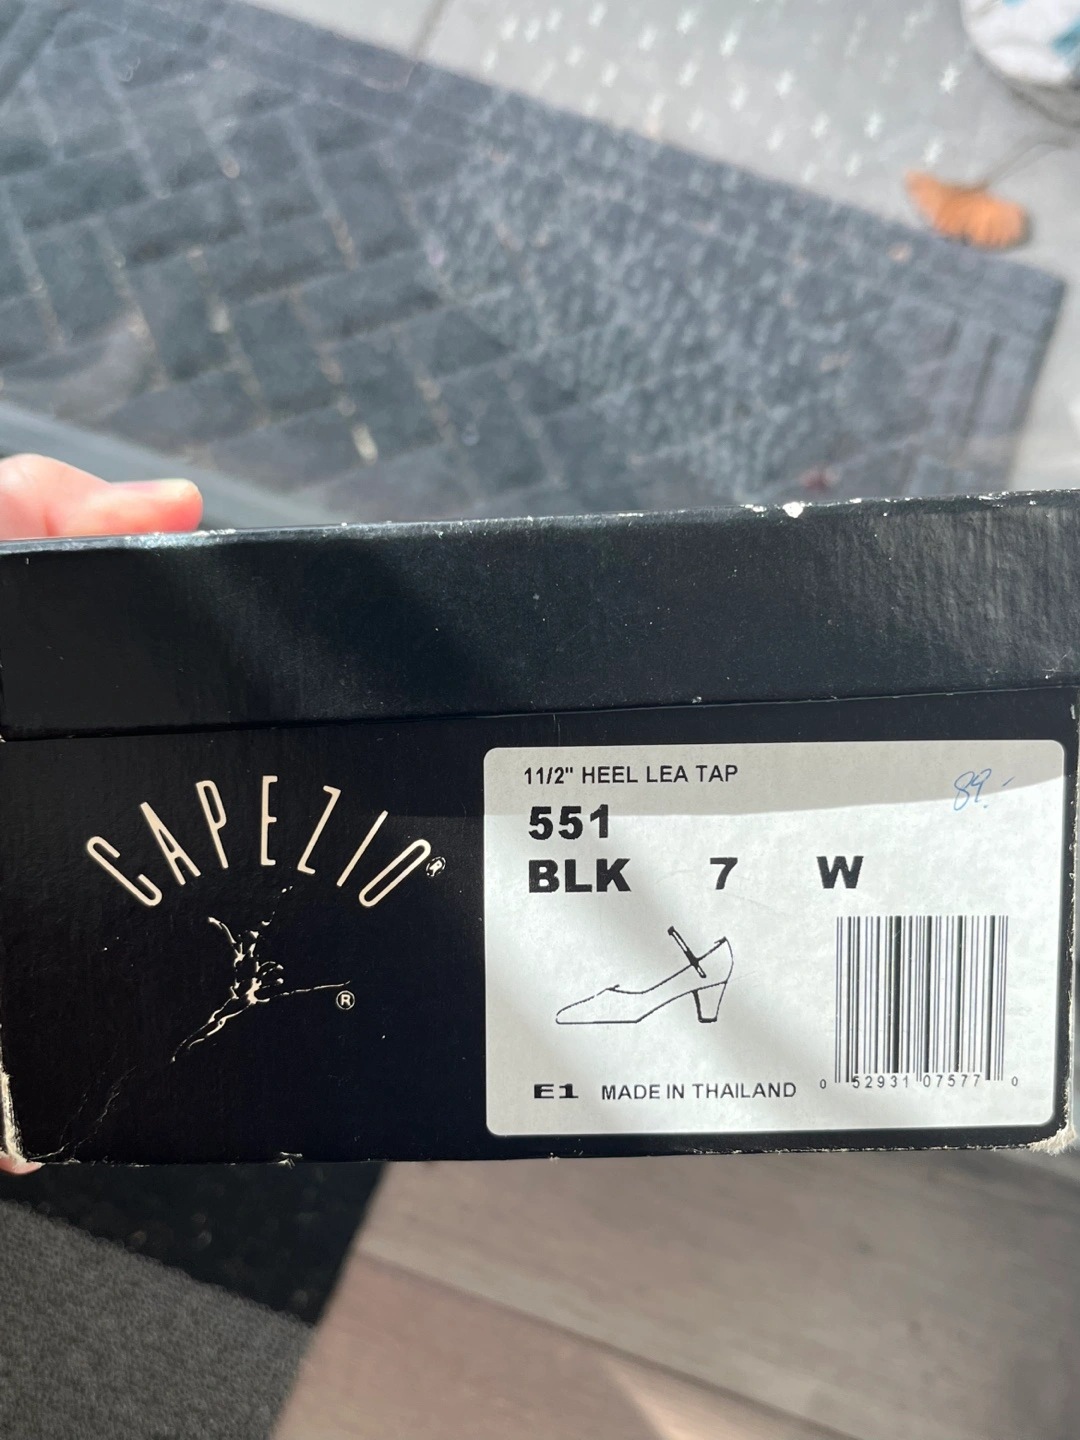 CAPEZIO®
®
11/2" HEEL LEA TAP
89.-
551
BLK 7 W
E1 MADE IN THAILAND
0 52931 07577 0